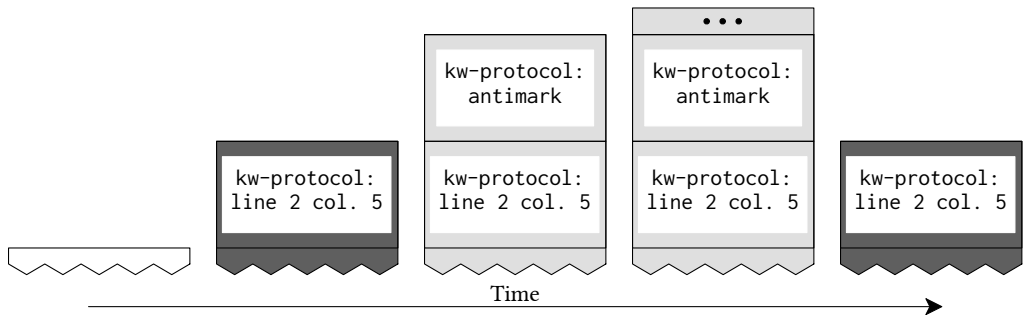 • • •
kw-protocol:
antimark
kw-protocol:
antimark
kw-protocol:
line 2 col. 5
kw-protocol:
line 2 col. 5
kw-protocol:
line 2 col. 5
kw-protocol:
line 2 col. 5
Time